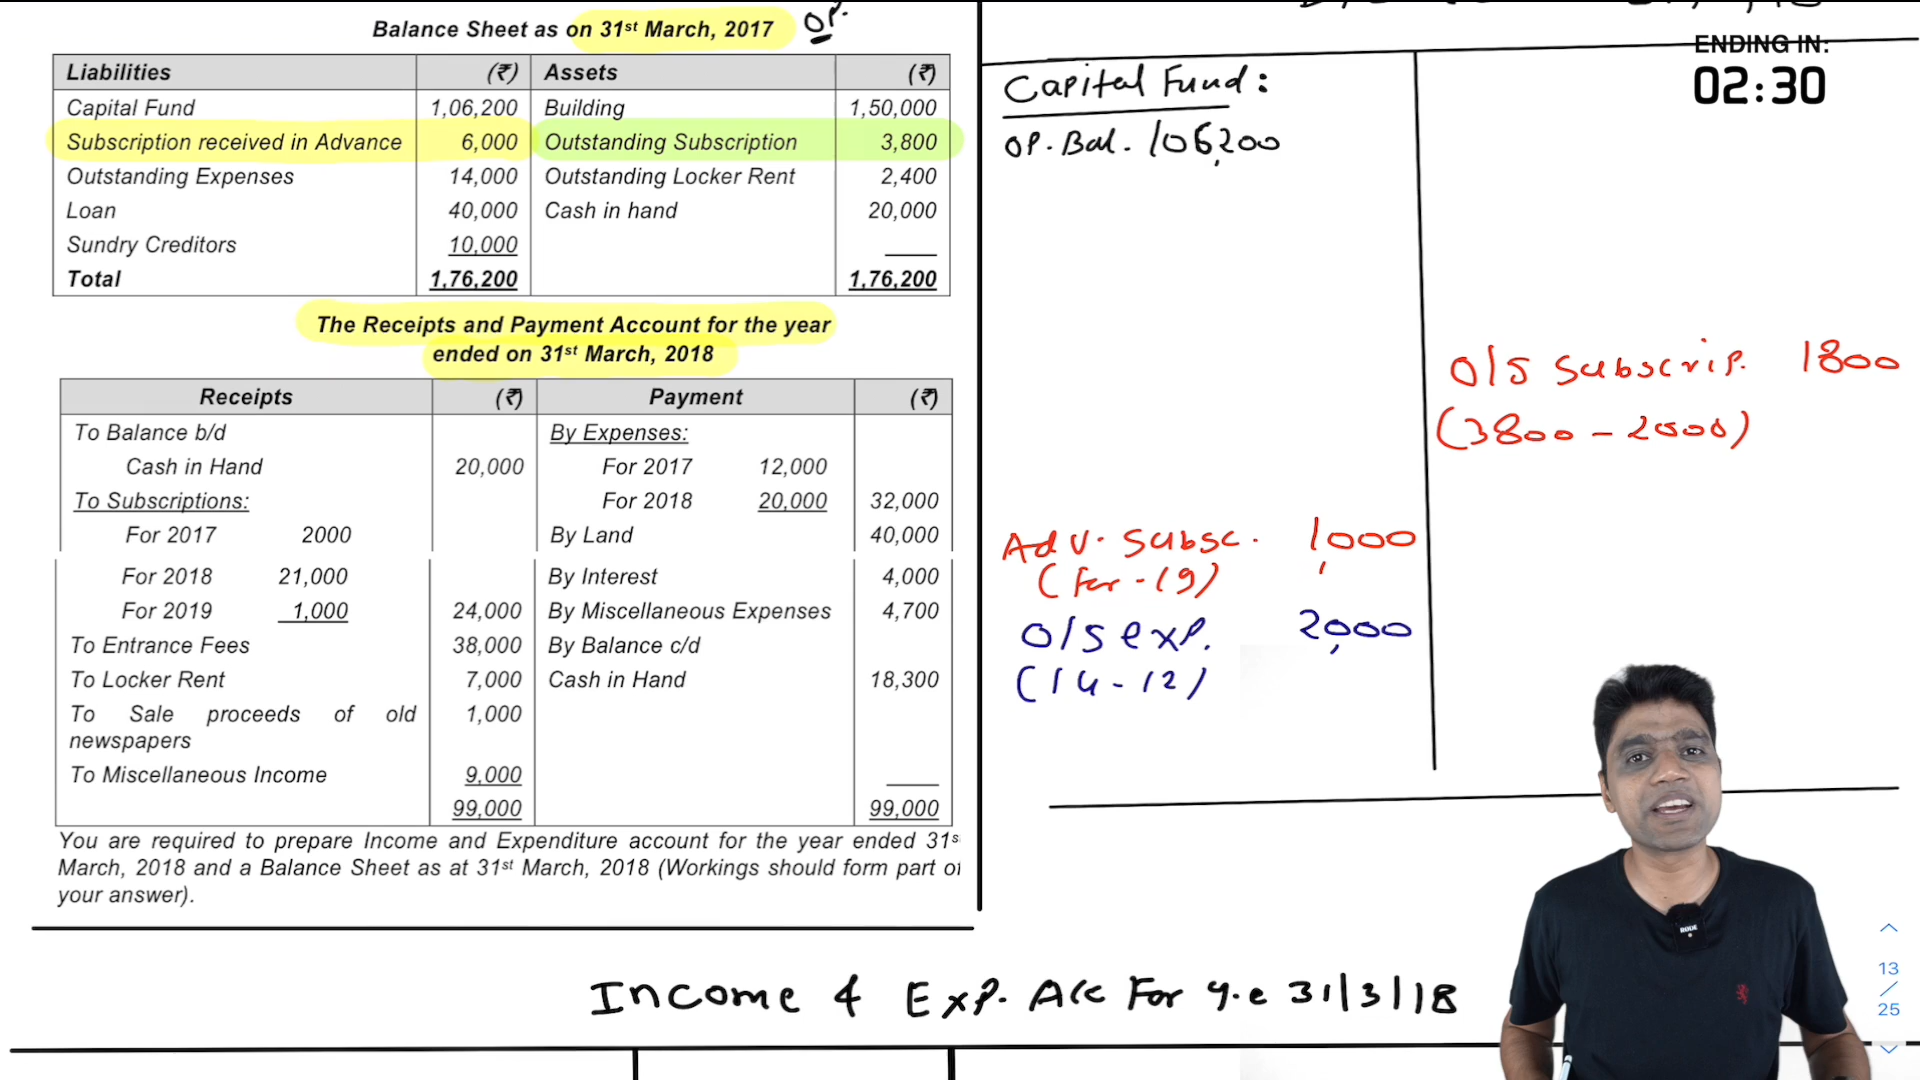 Balance Sheet as on 31st March, 2017 OP.
Liabilities (₹) Assets (₹)
Capital Fund 1,06,200 Building 1,50,000
Subscription received in Advance 6,000 Outstanding Subscription 3,800
Outstanding Expenses 14,000 Outstanding Locker Rent 2,400
Loan 40,000 Cash in hand 20,000
Sundry Creditors 10,000
Total 1,76,200 1,76,200
The Receipts and Payment Account for the year
ended on 31st March, 2018
Receipts (₹) Payment (₹)
To Balance b/d By Expenses:
Cash in Hand 20,000 For 2017 12,000
To Subscriptions: For 2018 20,000 32,000
For 2017 2000 By Land 40,000
For 2018 21,000 By Interest 4,000
For 2019 1,000 24,000 By Miscellaneous Expenses 4,700
To Entrance Fees 38,000 By Balance c/d
To Locker Rent 7,000 Cash in Hand 18,300
To Sale proceeds of old 1,000
newspapers
To Miscellaneous Income 9,000
99,000 99,000
You are required to prepare Income and Expenditure account for the year ended 31s
March, 2018 and a Balance Sheet as at 31st March, 2018 (Workings should form part of
your answer).
ENDING IN:
02:30
Capital Fund:
OP. Bal. 106,200
O/S Subscrip. 1800
(3800 - 2000)
Adv. Subsc. 1,000
(For - 19)
O/S exp. 2,000
(14 - 12)
Income & Exp. A/c For y.e 31/3/18
RODE
13
/
25